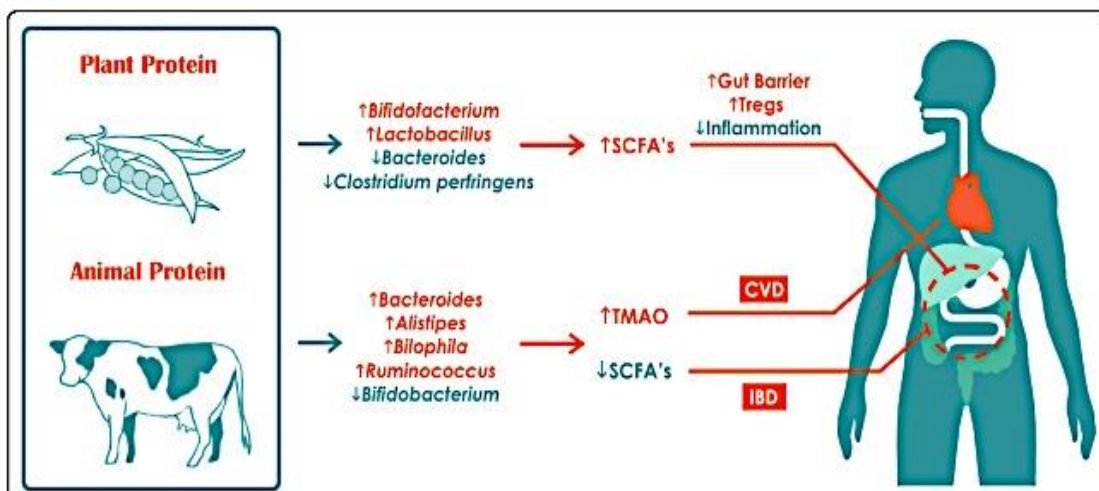 Plant Protein
↑Bifidofacterium
↑Lactobacillus
↓Bacteroides
↓Clostridium perfringens
↑SCFA's
↑Gut Barrier
↑Tregs
↓Inflammation
Animal Protein
↑Bacteroides
↑Alistipes
↑Bilophila
↑Ruminococcus
↓Bifidobacterium
↑TMAO
CVD
↓SCFA's
IBD